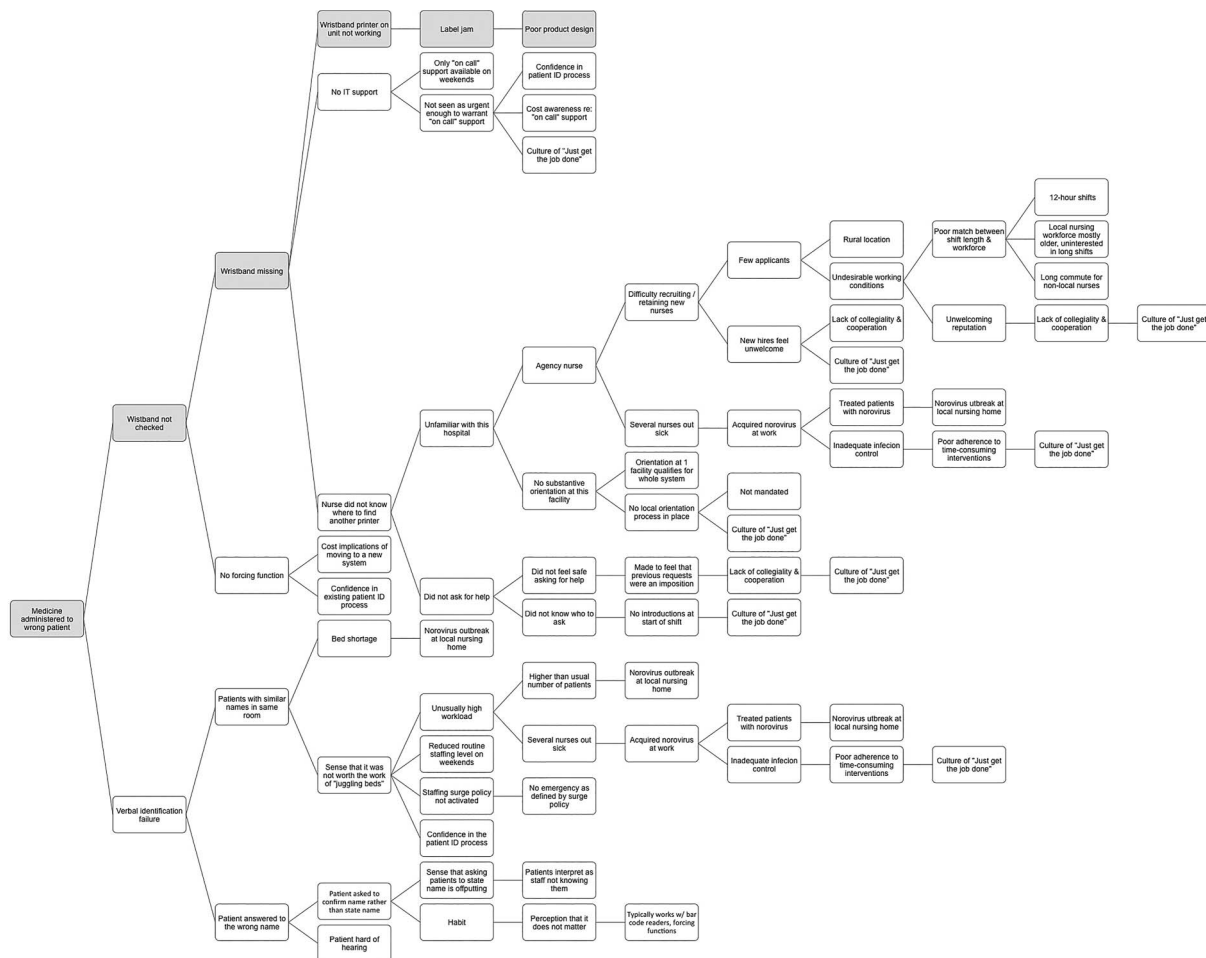 Wristband printer on
unit not working
Label jam
Poor product design
Only "on call"
support available on
weekends
Confidence in
patient ID process
No IT support
Not seen as urgent
enough to warrant
"on call" support
Cost awareness re:
"on call" support
Culture of "Just get
the job done"
12-hour shifts
Rural location
Poor match between
shift length &
workforce
Local nursing
workforce mostly
older, uninterested
in long shifts
Few applicants
Wristband missing
Undesirable working
conditions
Long commute for
non-local nurses
Difficulty recruiting /
retaining new
nurses
Lack of collegiality &
cooperation
Unwelcoming
reputation
Lack of collegiality &
cooperation
Culture of "Just get
the job done"
New hires feel
unwelcome
Culture of "Just get
the job done"
Agency nurse
Treated patients
with norovirus
Norovirus utbreak at
local nursing home
Wistband not
checked
Unfamiliar with this
hospital
Several nurses out
sick
Acquired norovirus
at work
Inadequate infecion
control
Poor adherence to
time-consuming
interventions
Culture of "Just get
the job done"
Orientation at 1
facility qualifies for
whole system
No substantive
orientation at this
facility
Not mandated
Nurse did not know
where to find
another printer
No local orientation
process in place
Culture of "Just get
the job done"
Cost implications of
moving to a new
system
No forcing function
Did not feel safe
asking for help
Made to feel that
previous requests
were an imposition
Lack of collegiality &
cooperation
Culture of "Just get
the job done"
Confidence in
existing patient ID
process
Did not ask for help
Did not know who to
ask
No introductions at
start of shift
Culture of "Just get
the job done"
Medicine
administered to
wrong patient
Bed shortage
Norovirus outbreak
at local nursing
home
Higher than usual
number of patients
Norovirus outbreak
at local nursing
home
Patients with similar
names in same
room
Unusually high
workload
Treated patients
with norovirus
Norovirus utbreak at
local nursing home
Several nurses out
sick
Acquired norovirus
at work
Reduced routine
staffing level on
weekends
Inadequate infecion
control
Poor adherence to
time-consuming
interventions
Culture of "Just get
the job done"
Sense that it was
not worth the work
of "juggling beds"
Staffing surge policy
not activated
No emergency as
defined by surge
policy
Verbal identification
failure
Confidence in the
patient ID process
Sense that asking
patients to state
name is offputting
Patients interpret as
staff not knowing
them
Patient asked to
confirm name rather
than state name
Patient answered to
the wrong name
Habit
Perception that it
does not matter
Typically works w/ bar
code readers, forcing
functions
Patient hard of
hearing